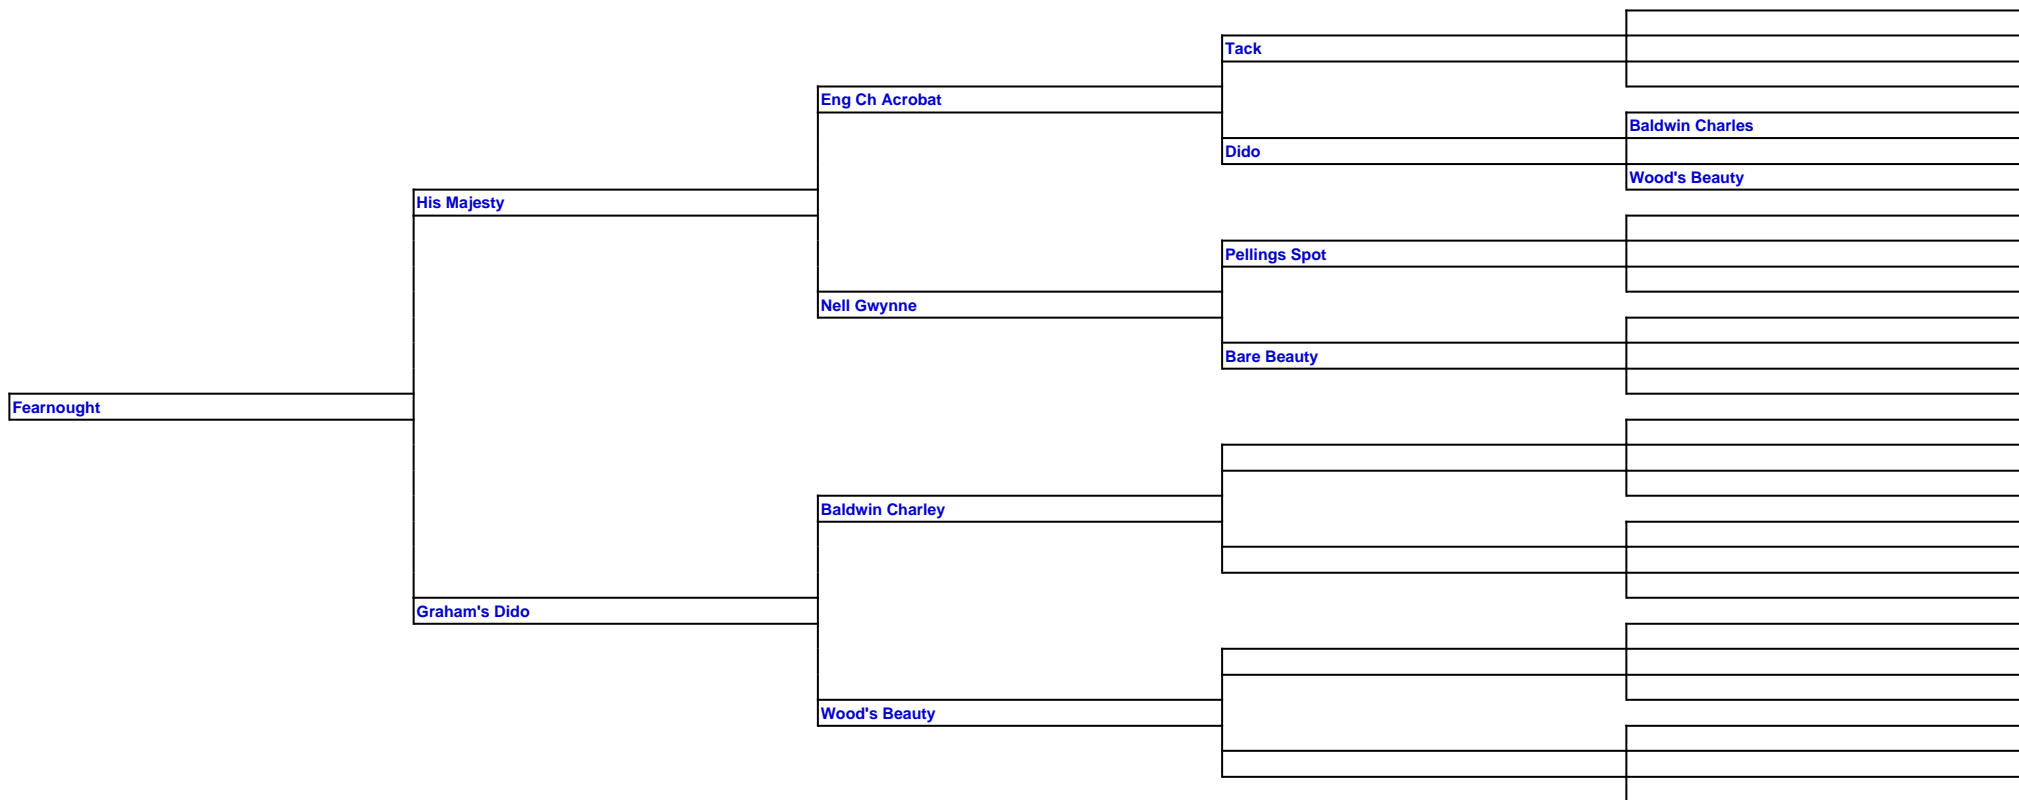 Tack
Eng Ch Acrobat
Baldwin Charles
Dido
Wood's Beauty
His Majesty
Pellings Spot
Nell Gwynne
Bare Beauty
Fearnought
Baldwin Charley
Graham's Dido
Wood's Beauty